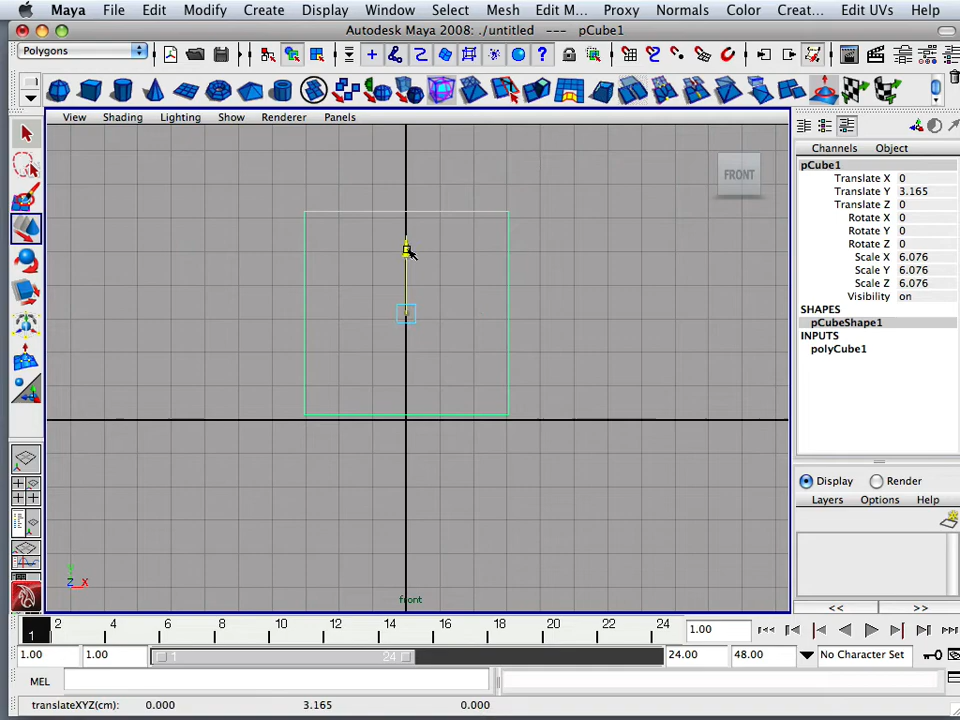 Maya File Edit Modify Create Display Window Select Mesh Edit M... Proxy Normals Color Creat... Edit UVs Help
Autodesk Maya 2008: ./untitled --- pCube1
Polygons
View Shading Lighting Show Renderer Panels
Channels Object
FRONT
pCube1
Translate X 0
Translate Y 3.165
Translate Z 0
Rotate X 0
Rotate Y 0
Rotate Z 0
Scale X 6.076
Scale Y 6.076
Scale Z 6.076
Visibility on
SHAPES
pCubeShape1
INPUTS
polyCube1
Display Render
Layers Options Help
Y
Z X
front
<< >>
1 2 4 6 8 10 12 14 16 18 20 22 24 1.00
1.00 1.00 1 24 24.00 48.00 No Character Set
MEL
translateXYZ(cm): 0.000 3.165 0.000